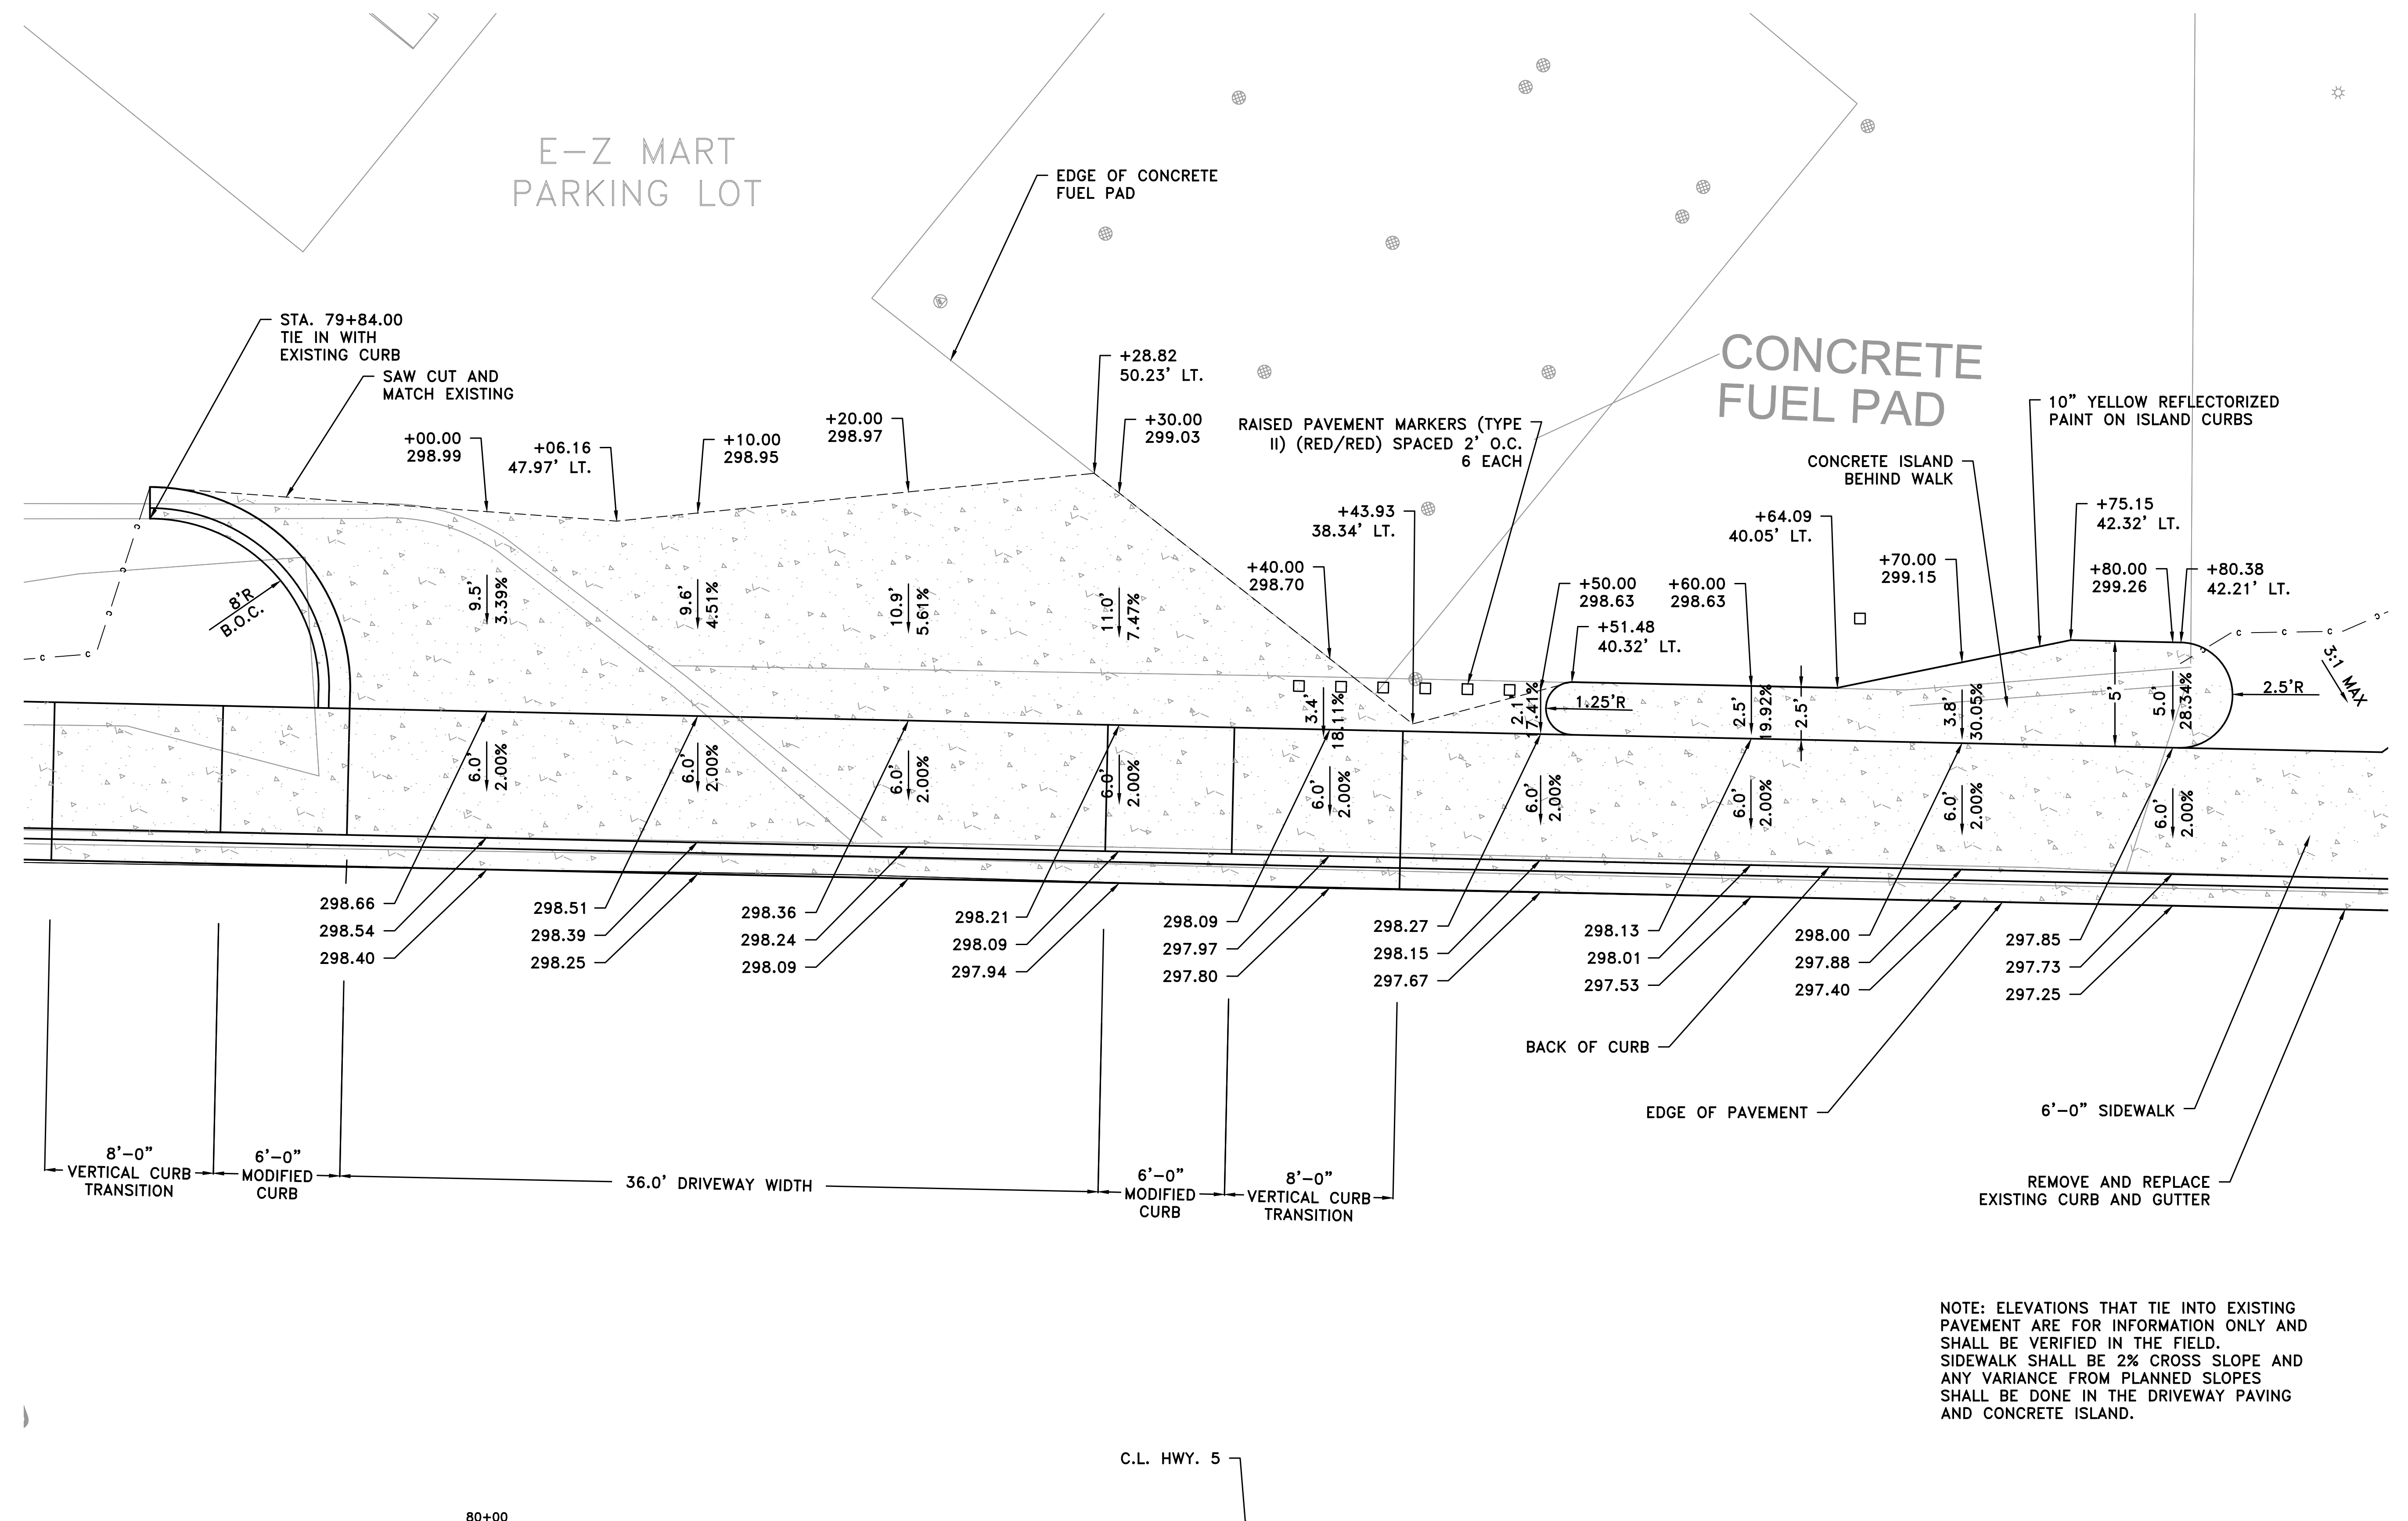 E-Z MART
PARKING LOT
EDGE OF CONCRETE
FUEL PAD
STA. 79+84.00
TIE IN WITH
EXISTING CURB
SAW CUT AND
MATCH EXISTING
+00.00
298.99
+06.16
47.97' LT.
+10.00
298.95
+20.00
298.97
+28.82
50.23' LT.
+30.00
299.03
RAISED PAVEMENT MARKERS (TYPE
II) (RED/RED) SPACED 2' O.C.
6 EACH
CONCRETE
FUEL PAD
10” YELLOW REFLECTORIZED
PAINT ON ISLAND CURBS
CONCRETE ISLAND
BEHIND WALK
+43.93
38.34' LT.
+40.00
298.70
+50.00
298.63
+51.48
40.32' LT.
+60.00
298.63
+64.09
40.05' LT.
+70.00
299.15
+75.15
42.32' LT.
+80.00
299.26
+80.38
42.21' LT.
C
C
C
C
C
C
C
C
8'R
B.O.C.
9.5'
3.39%
9.6'
4.51%
10.9'
5.61%
11.0'
7.47%
3.4'
18.11%
2.1'
17.41%
1.25'R
2.5'
19.92%
2.5'
3.8'
30.05%
5'
5.0'
28.34%
2.5'R
3:1 MAX
6.0'
2.00%
6.0'
2.00%
6.0'
2.00%
6.0'
2.00%
6.0'
2.00%
6.0'
2.00%
6.0'
2.00%
6.0'
2.00%
6.0'
2.00%
298.66
298.54
298.40
298.51
298.39
298.25
298.36
298.24
298.09
298.21
298.09
297.94
298.09
297.97
297.80
298.27
298.15
297.67
298.13
298.01
297.53
298.00
297.88
297.40
297.85
297.73
297.25
BACK OF CURB
EDGE OF PAVEMENT
6'-0” SIDEWALK
REMOVE AND REPLACE
EXISTING CURB AND GUTTER
8'-0”
VERTICAL CURB
TRANSITION
6'-0”
MODIFIED
CURB
36.0' DRIVEWAY WIDTH
6'-0”
MODIFIED
CURB
8'-0”
VERTICAL CURB
TRANSITION
NOTE: ELEVATIONS THAT TIE INTO EXISTING
PAVEMENT ARE FOR INFORMATION ONLY AND
SHALL BE VERIFIED IN THE FIELD.
SIDEWALK SHALL BE 2% CROSS SLOPE AND
ANY VARIANCE FROM PLANNED SLOPES
SHALL BE DONE IN THE DRIVEWAY PAVING
AND CONCRETE ISLAND.
C.L. HWY. 5
80+00